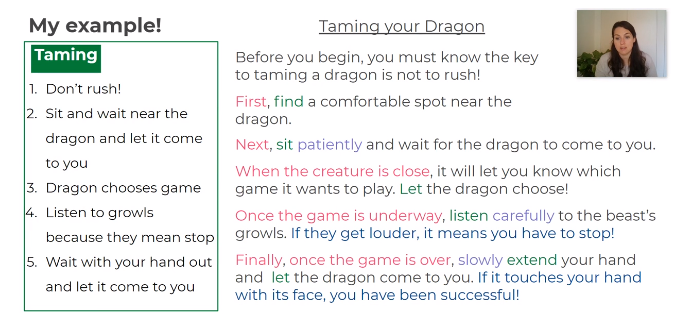 My example!
Taming
1. Don't rush!
2. Sit and wait near the
dragon and let it come
to you
3. Dragon chooses game
4. Listen to growls
because they mean stop
5. Wait with your hand out
and let it come to you
Taming your Dragon
Before you begin, you must know the key
to taming a dragon is not to rush!
First, find a comfortable spot near the
dragon.
Next, sit patiently and wait for the dragon to come to you.
When the creature is close, it will let you know which
game it wants to play. Let the dragon choose!
Once the game is underway, listen carefully to the beast's
growls. If they get louder, it means you have to stop!
Finally, once the game is over, slowly extend your hand
and let the dragon come to you. If it touches your hand
with its face, you have been successful!